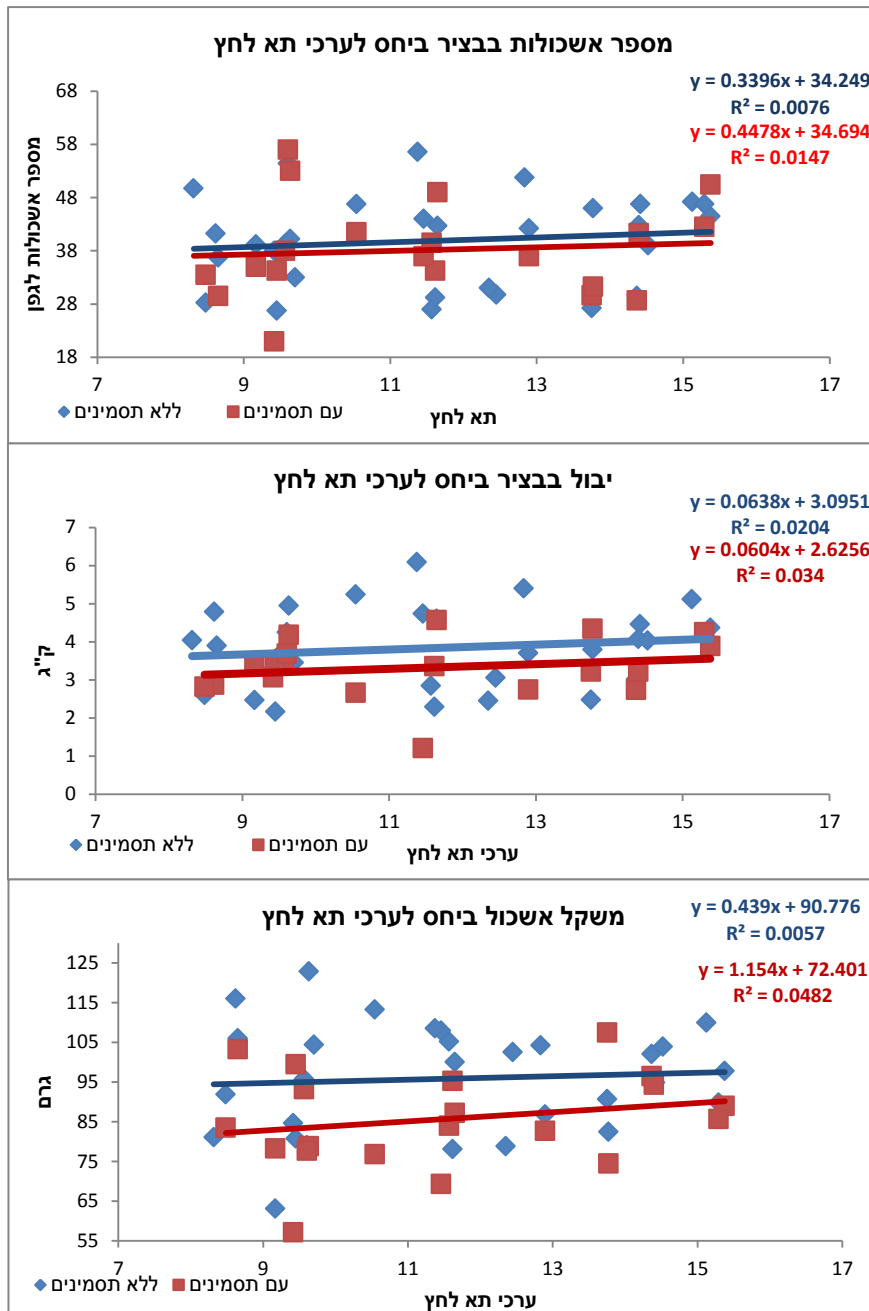 מספר אשכולות בבציר ביחס לערכי תא לחץ
y = 0.3396x + 34.249
R² = 0.0076
y = 0.4478x + 34.694
R² = 0.0147
מספר אשכולות לגפן
68
58
48
38
28
18
7 9 11 13 15 17
תא לחץ
ללא תסמינים
עם תסמינים
יבול בבציר ביחס לערכי תא לחץ
y = 0.0638x + 3.0951
R² = 0.0204
y = 0.0604x + 2.6256
R² = 0.034
ק"ג
7
6
5
4
3
2
1
0
7 9 11 13 15 17
ערכי תא לחץ
ללא תסמינים
עם תסמינים
משקל אשכול ביחס לערכי תא לחץ
y = 0.439x + 90.776
R² = 0.0057
y = 1.154x + 72.401
R² = 0.0482
גרם
125
115
105
95
85
75
65
55
7 9 11 13 15 17
ערכי תא לחץ
ללא תסמינים
עם תסמינים